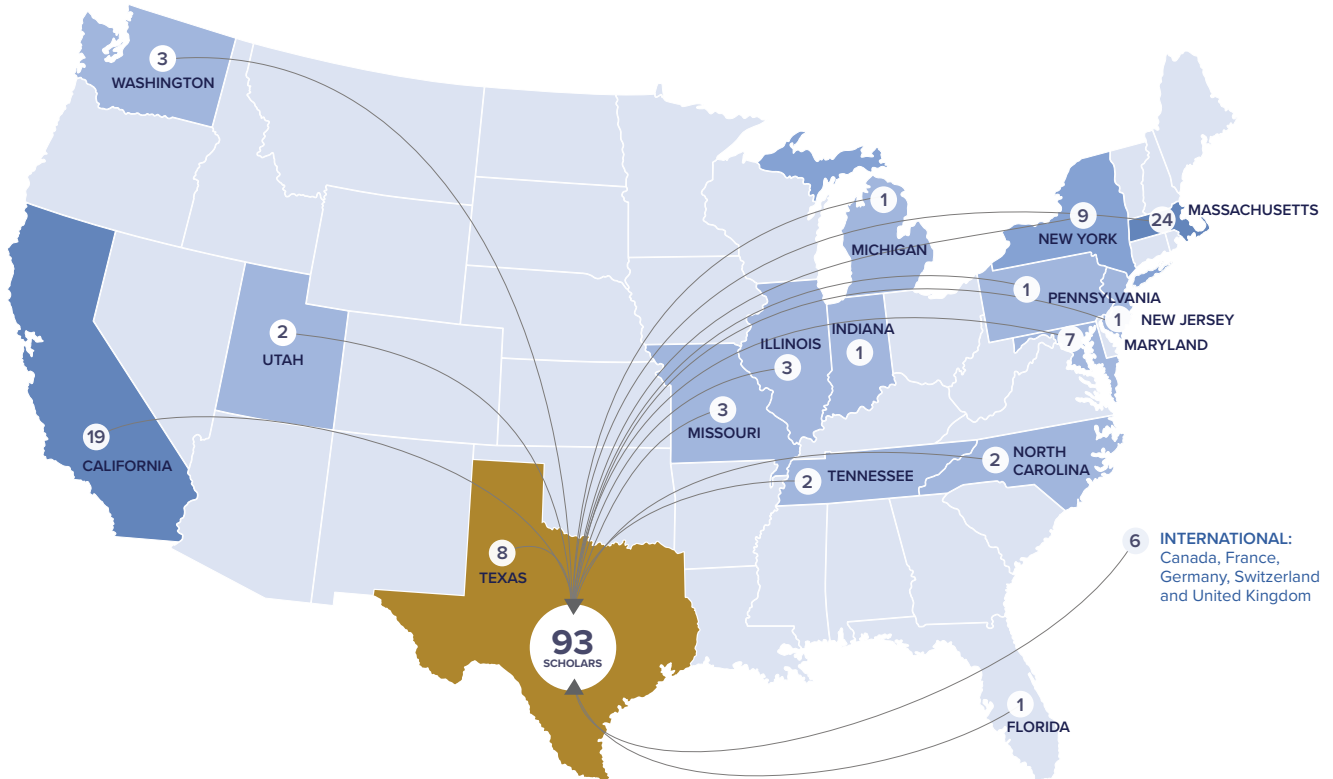 3
WASHINGTON
1
MICHIGAN
9
NEW YORK
24
MASSACHUSETTS
1
PENNSYLVANIA
1
NEW JERSEY
7
MARYLAND
2
UTAH
ILLINOIS
3
INDIANA
1
3
MISSOURI
19
CALIFORNIA
2
TENNESSEE
2
NORTH
CAROLINA
8
TEXAS
93
SCHOLARS
6
INTERNATIONAL:
Canada, France,
Germany, Switzerland
and United Kingdom
1
FLORIDA